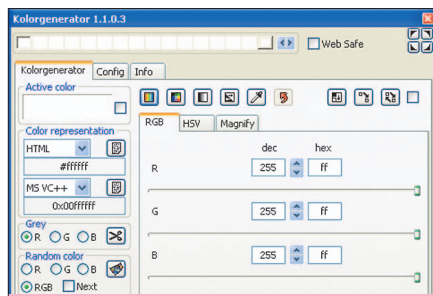 Kolorgenerator 1.1.0.3
Web Safe
Kolorgenerator Config Info
Active color
Color representation
HTML
#ffffff
MS VC++
0x00ffffff
Grey
R G B
Random color
R G B
RGB Next
RGB HSV Magnify
dec hex
R 255 ff
G 255 ff
B 255 ff